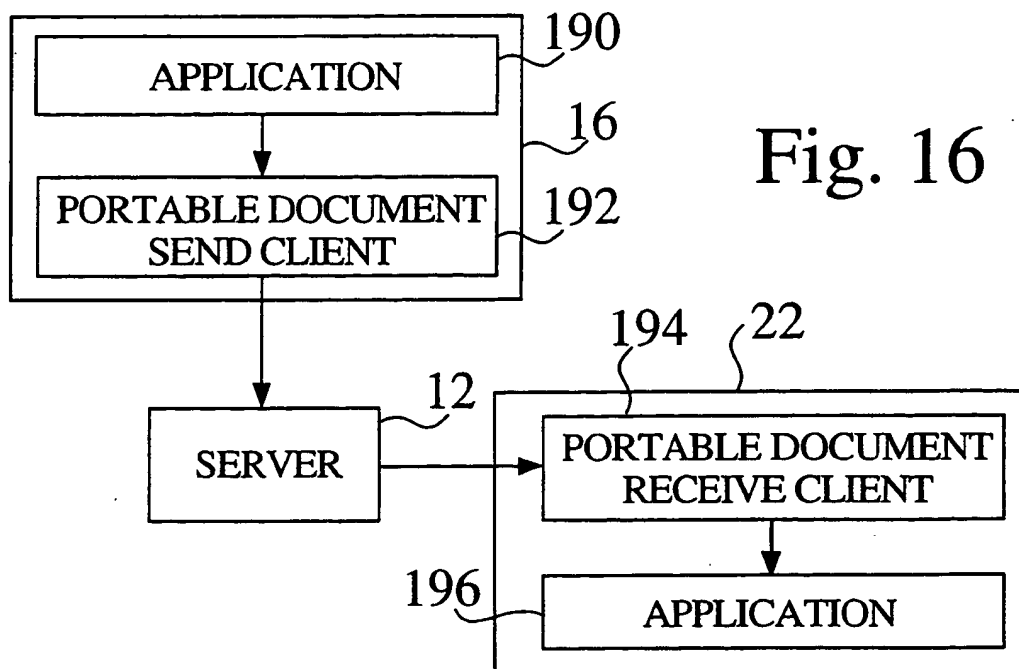 190
APPLICATION
16
Fig. 16
PORTABLE DOCUMENT
SEND CLIENT
192
194
22
12
SERVER
PORTABLE DOCUMENT
RECEIVE CLIENT
196
APPLICATION